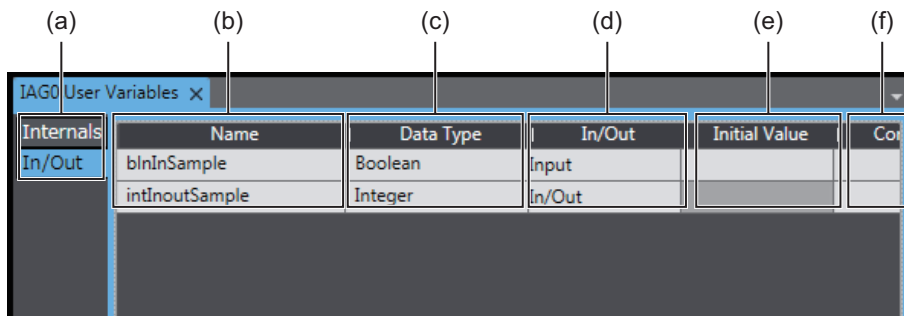 (a) (b) (c) (d) (e) (f)
IAG0 User Variables ×
Internals Name Data Type In/Out Initial Value
In/Out blnInSample Boolean Input
intInoutSample Integer In/Out